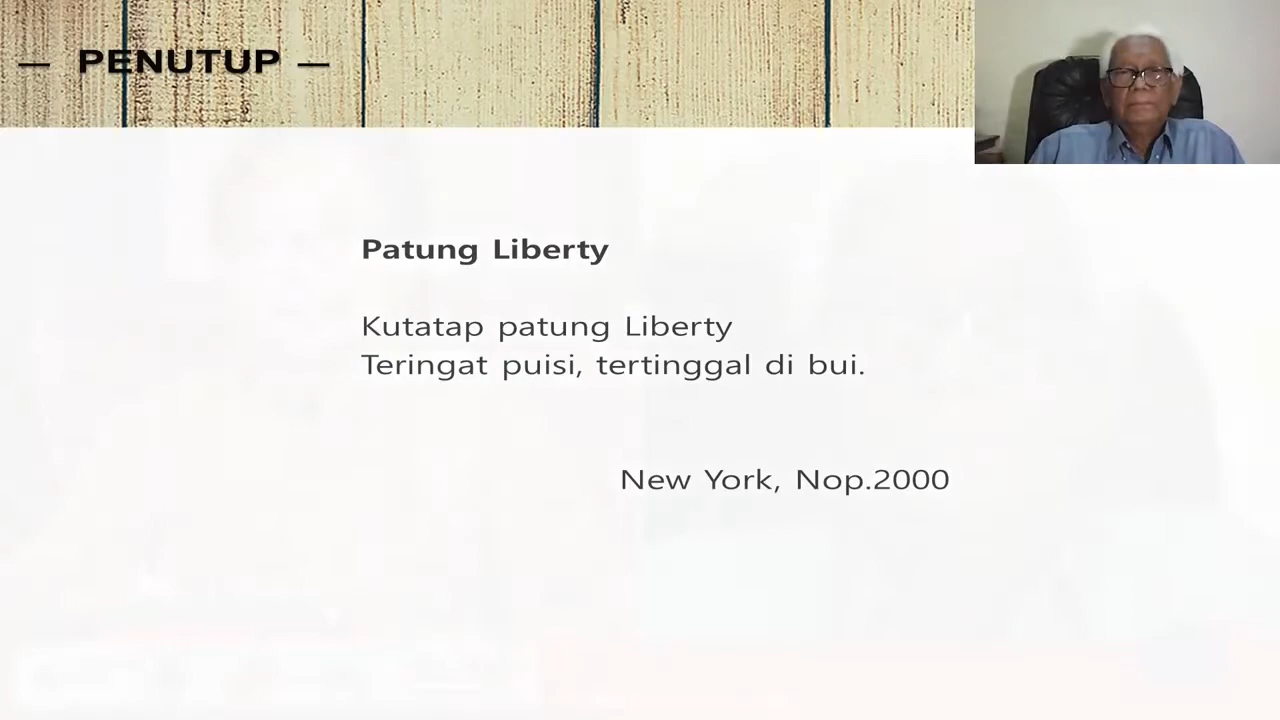 — PENUTUP —
Patung Liberty
Kutatap patung Liberty
Teringat puisi, tertinggal di bui.
New York, Nop.2000